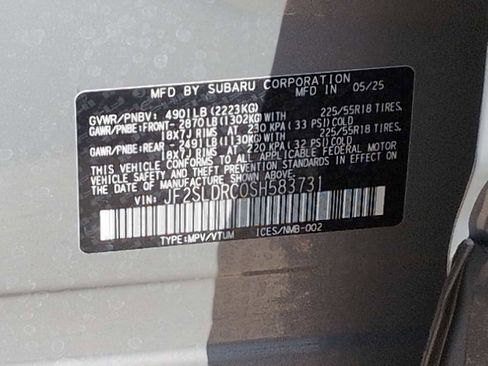 MFD BY SUBARU CORPORATION
MFD IN 05/25
GVWR/PNBV: 4901LB(2223KG)
GAWR/PNBE:FRONT- 2870LB(1302KG)WITH 225/55R18 TIRES,
18X7J RIMS AT 230 KPA (33 PSI)COLD
GAWR/PNBE:REAR -2491LB(1130KG)WITH 225/55R18 TIRES,
18X7J RIMS AT 220 KPA (32 PSI)COLD
THIS VEHICLE CONFORMS TO ALL APPLICABLE FEDERAL MOTOR
VEHICLE SAFETY AND THEFT PREVENTION STANDARDS IN
EFFECT ON THE DATE OF MANUFACTURE SHOWN ABOVE.
VIN: JF2SLDRC0SH583731
TYPE:MPV/VTUM ICES/NMB-002